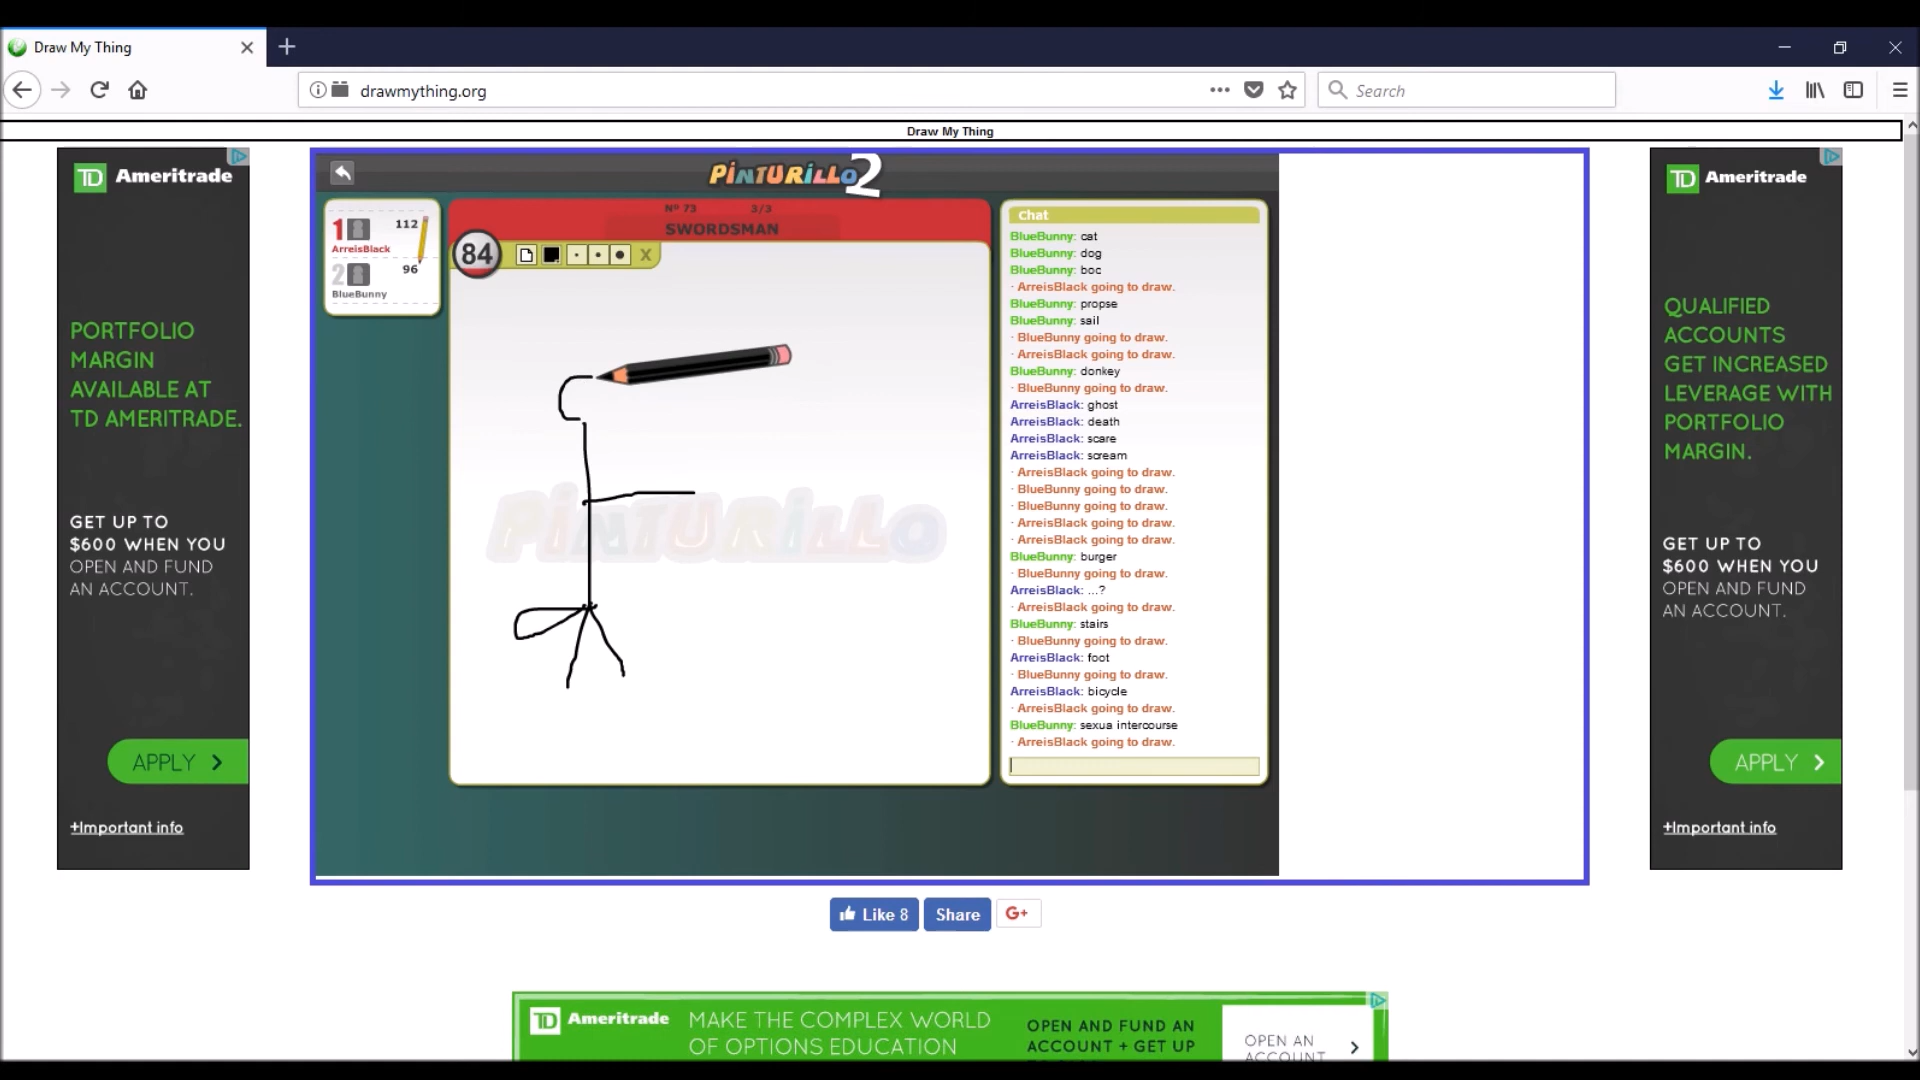 Draw My Thing
drawmything.org
Search
Draw My Thing
TD Ameritrade
PORTFOLIO
MARGIN
AVAILABLE AT
TD AMERITRADE.
GET UP TO
$600 WHEN YOU
OPEN AND FUND
AN ACCOUNT.
APPLY
+Important info
PINTURILLO 2
1 112
ArreisBlack
2 96
BlueBunny
Nº 73 3/3
SWORDSMAN
84
X
PINTURILLO
Chat
BlueBunny: cat
BlueBunny: dog
BlueBunny: boc
· ArreisBlack going to draw.
BlueBunny: propse
BlueBunny: sail
· BlueBunny going to draw.
· ArreisBlack going to draw.
BlueBunny: donkey
· BlueBunny going to draw.
ArreisBlack: ghost
ArreisBlack: death
ArreisBlack: scare
ArreisBlack: scream
· ArreisBlack going to draw.
· BlueBunny going to draw.
· BlueBunny going to draw.
· ArreisBlack going to draw.
· ArreisBlack going to draw.
BlueBunny: burger
· BlueBunny going to draw.
ArreisBlack: ...?
· ArreisBlack going to draw.
BlueBunny: stairs
· BlueBunny going to draw.
ArreisBlack: foot
· BlueBunny going to draw.
ArreisBlack: bicycle
· ArreisBlack going to draw.
BlueBunny: sexua intercourse
· ArreisBlack going to draw.
TD Ameritrade
QUALIFIED
ACCOUNTS
GET INCREASED
LEVERAGE WITH
PORTFOLIO
MARGIN.
GET UP TO
$600 WHEN YOU
OPEN AND FUND
AN ACCOUNT.
APPLY
+Important info
Like 8
Share
G+
TD Ameritrade
MAKE THE COMPLEX WORLD
OF OPTIONS EDUCATION
OPEN AND FUND AN
ACCOUNT + GET UP
OPEN AN
ACCOUNT